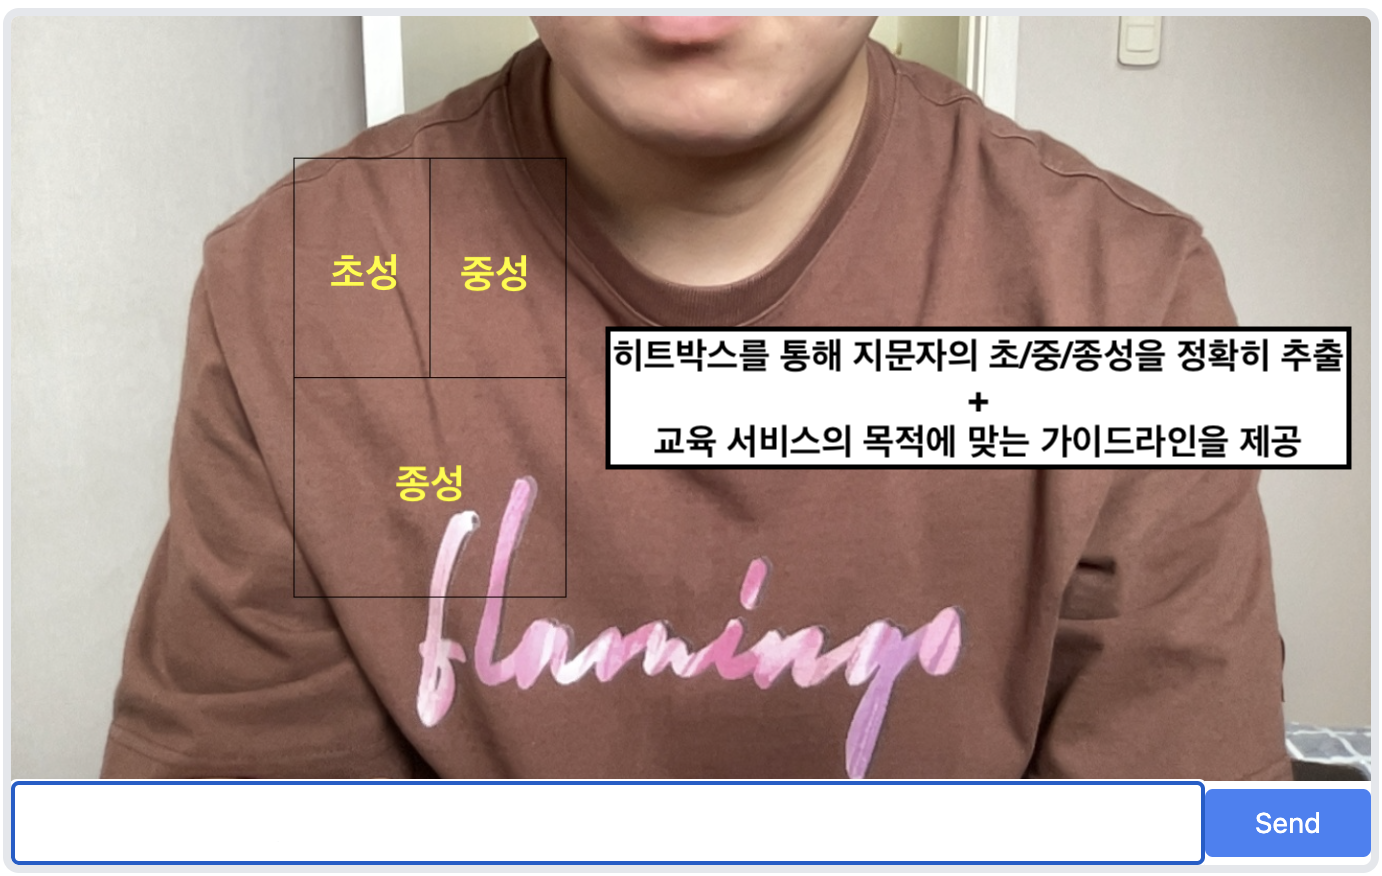 초성
중성
히트박스를 통해 지문자의 초/중/종성을 정확히 추출
+
교육 서비스의 목적에 맞는 가이드라인을 제공
종성
flamingo
Send